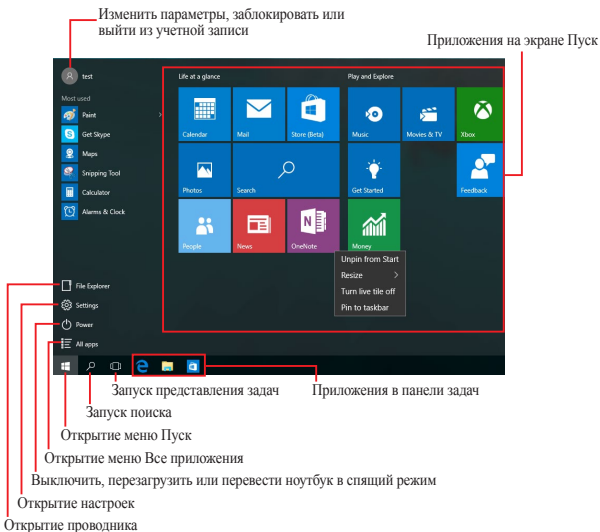 Изменить параметры, заблокировать или
выйти из учетной записи
Приложения на экране Пуск
test
Life at a glance
Play and Explore
Most used
Paint
Get Skype
Maps
Snipping Tool
Calculator
Alarms & Clock
Calendar
Mail
Store (Beta)
Music
Movies & TV
Xbox
Photos
Search
Get Started
Feedback
People
News
OneNote
Money
Unpin from Start
Resize
Turn live tile off
Pin to taskbar
File Explorer
Settings
Power
All apps
Запуск представления задач
Приложения в панели задач
Запуск поиска
Открытие меню Пуск
Открытие меню Все приложения
Выключить, перезагрузить или перевести ноутбук в спящий режим
Открытие настроек
Открытие проводника